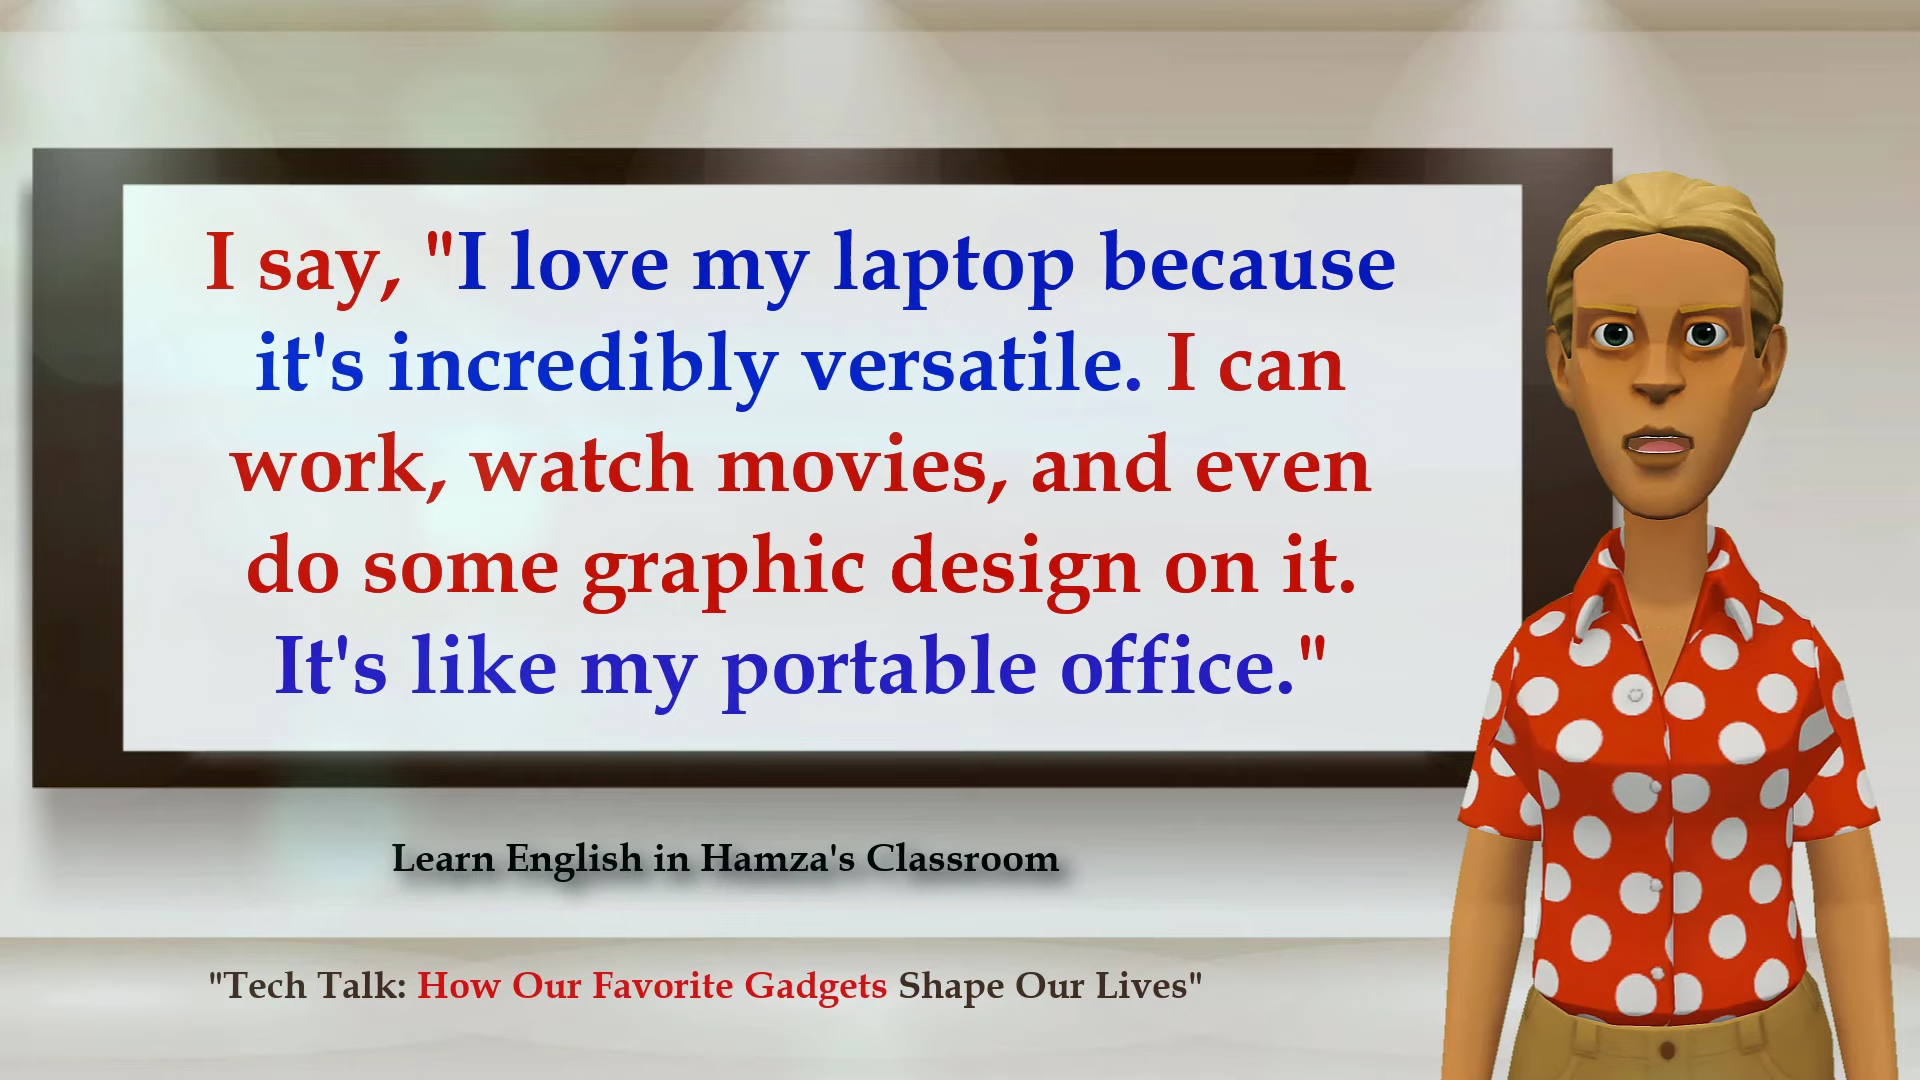 I say, "I love my laptop because
it's incredibly versatile. I can
work, watch movies, and even
do some graphic design on it.
It's like my portable office."
Learn English in Hamza's Classroom
"Tech Talk: How Our Favorite Gadgets Shape Our Lives"